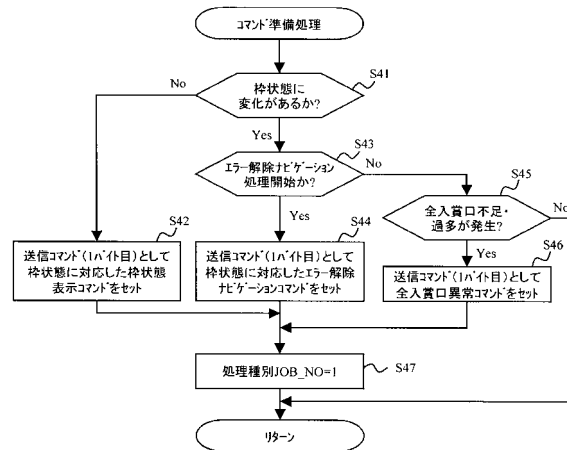 コマンド準備処理
S41
枠状態に
変化があるか?
No
Yes
S43
エラー解除ナビゲーション
処理開始か?
No
Yes
S45
全入賞口不足・
過多が発生?
No
Yes
S42
送信コマンド(1バイト目)として
枠状態に対応した枠状態
表示コマンドをセット
S44
送信コマンド(1バイト目)として
枠状態に対応したエラー解除
ナビゲーションコマンドをセット
S46
送信コマンド(1バイト目)として
全入賞口異常コマンドをセット
処理種別JOB_NO=1
S47
リターン